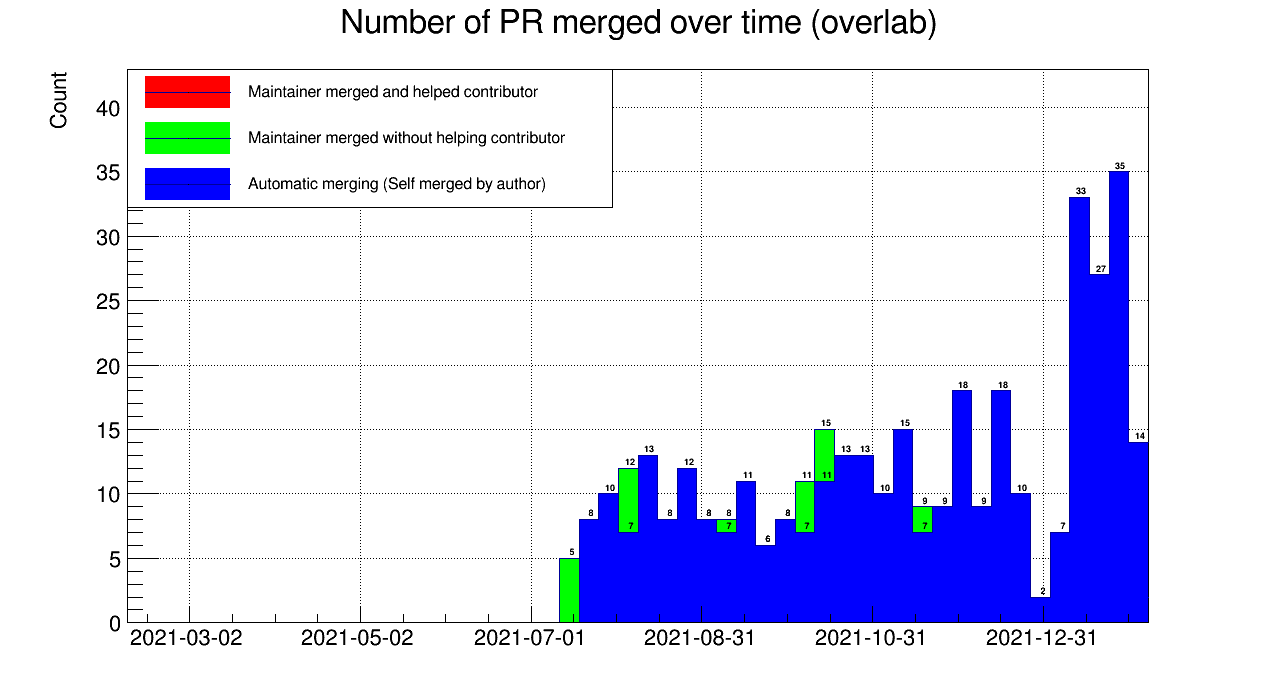 Number of PR merged over time (overlab)
Count
Maintainer merged and helped contributor
Maintainer merged without helping contributor
Automatic merging (Self merged by author)
40
35
30
25
20
15
10
5
0
5 8 10 12 7 13 8 12 8 8 7 11 6 8 11 7 15 11 13 13 10 15 9 7 9 18 9 18 10 2 7 33 27 35 14
2021-03-02 2021-05-02 2021-07-01 2021-08-31 2021-10-31 2021-12-31